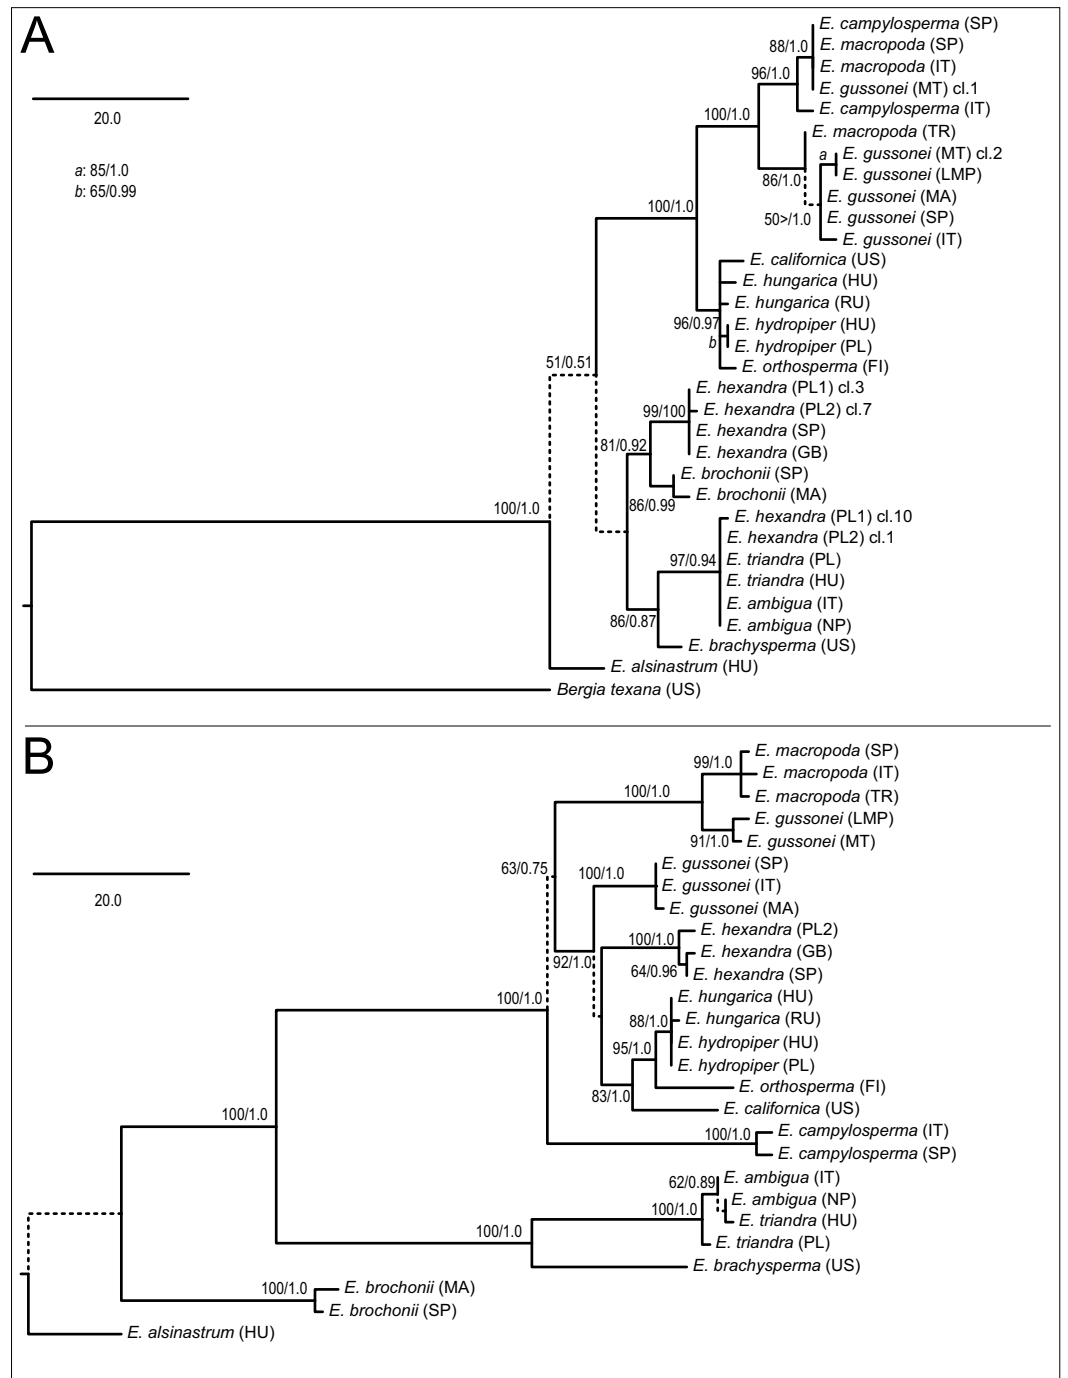 A
E. campylosperma (SP)
88/1.0
E. macropoda (SP)
96/1.0
E. macropoda (IT)
E. gussonei (MT) cl.1
20.0
100/1.0
E. campylosperma (IT)
E. macropoda (TR)
a
E. gussonei (MT) cl.2
a: 85/1.0
86/1.0
E. gussonei (LMP)
b: 65/0.99
E. gussonei (MA)
100/1.0
50>/1.0
E. gussonei (SP)
E. gussonei (IT)
E. californica (US)
E. hungarica (HU)
E. hungarica (RU)
96/0.97
E. hydropiper (HU)
b
E. hydropiper (PL)
51/0.51
E. orthosperma (FI)
E. hexandra (PL1) cl.3
99/100
E. hexandra (PL2) cl.7
E. hexandra (SP)
81/0.92
E. hexandra (GB)
E. brochonii (SP)
86/0.99
E. brochonii (MA)
100/1.0
E. hexandra (PL1) cl.10
E. hexandra (PL2) cl.1
97/0.94
E. triandra (PL)
E. triandra (HU)
E. ambigua (IT)
86/0.87
E. ambigua (NP)
E. brachysperma (US)
E. alsinastrum (HU)
Bergia texana (US)
B
E. macropoda (SP)
99/1.0
E. macropoda (IT)
100/1.0
E. macropoda (TR)
E. gussonei (LMP)
91/1.0
E. gussonei (MT)
63/0.75
E. gussonei (SP)
100/1.0
E. gussonei (IT)
20.0
E. gussonei (MA)
E. hexandra (PL2)
100/1.0
E. hexandra (GB)
92/1.0
64/0.96
E. hexandra (SP)
100/1.0
E. hungarica (HU)
88/1.0
E. hungarica (RU)
95/1.0
E. hydropiper (HU)
E. hydropiper (PL)
E. orthosperma (FI)
83/1.0
E. californica (US)
100/1.0
100/1.0
E. campylosperma (IT)
E. campylosperma (SP)
62/0.89
E. ambigua (IT)
E. ambigua (NP)
100/1.0
E. triandra (HU)
100/1.0
E. triandra (PL)
E. brachysperma (US)
100/1.0
E. brochonii (MA)
E. brochonii (SP)
E. alsinastrum (HU)